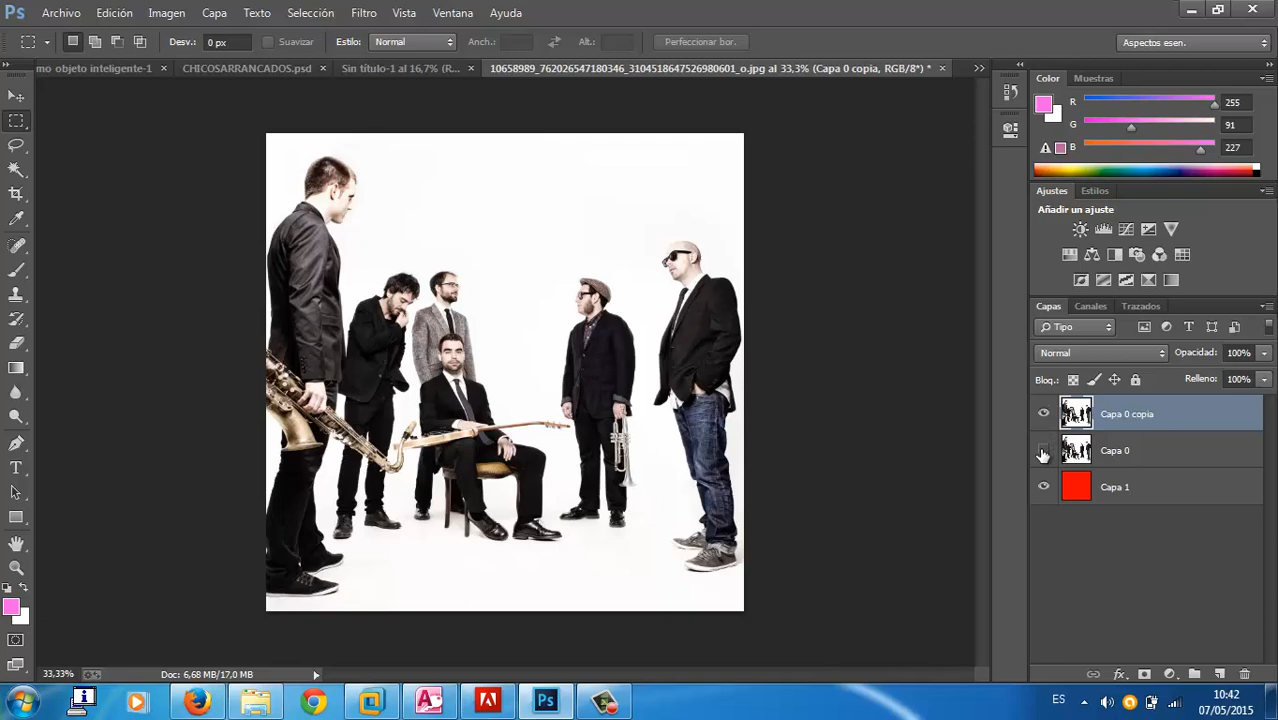 Ps Archivo Edición Imagen Capa Texto Selección Filtro Vista Ventana Ayuda
Desv.: 0 px Suavizar Estilo: Normal Anch.: Alt.: Perfeccionar bor. Aspectos esen.
mo objeto inteligente-1 × CHICOSARRANCADOS.psd × Sin título-1 al 16,7% (R... × 10658989_762026547180346_3104518647526980601_o.jpg al 33,3% (Capa 0 copia, RGB/8*) * ×
Color Muestras
R 255
G 91
B 227
Ajustes Estilos
Añadir un ajuste
Capas Canales Trazados
Tipo
Normal Opacidad: 100%
Bloq.: Relleno: 100%
Capa 0 copia
Capa 0
Capa 1
33,33% Doc: 6,68 MB/17,0 MB
ES 10:42
07/05/2015